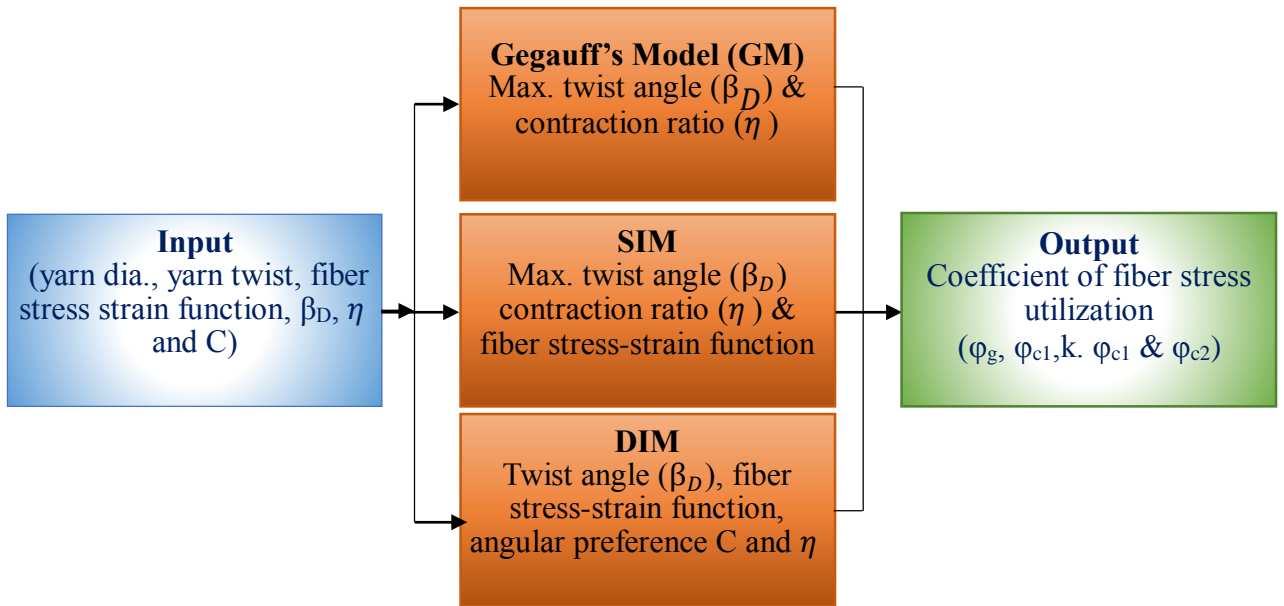 Input
(yarn dia., yarn twist, fiber
stress strain function, β_D, η
and C)
Gegauff’s Model (GM)
Max. twist angle (β_D) &
contraction ratio (η )
SIM
Max. twist angle (β_D)
contraction ratio (η ) &
fiber stress-strain function
DIM
Twist angle (β_D), fiber
stress-strain function,
angular preference C and η
Output
Coefficient of fiber stress
utilization
(φ_g, φ_c1,k. φ_c1 & φ_c2)